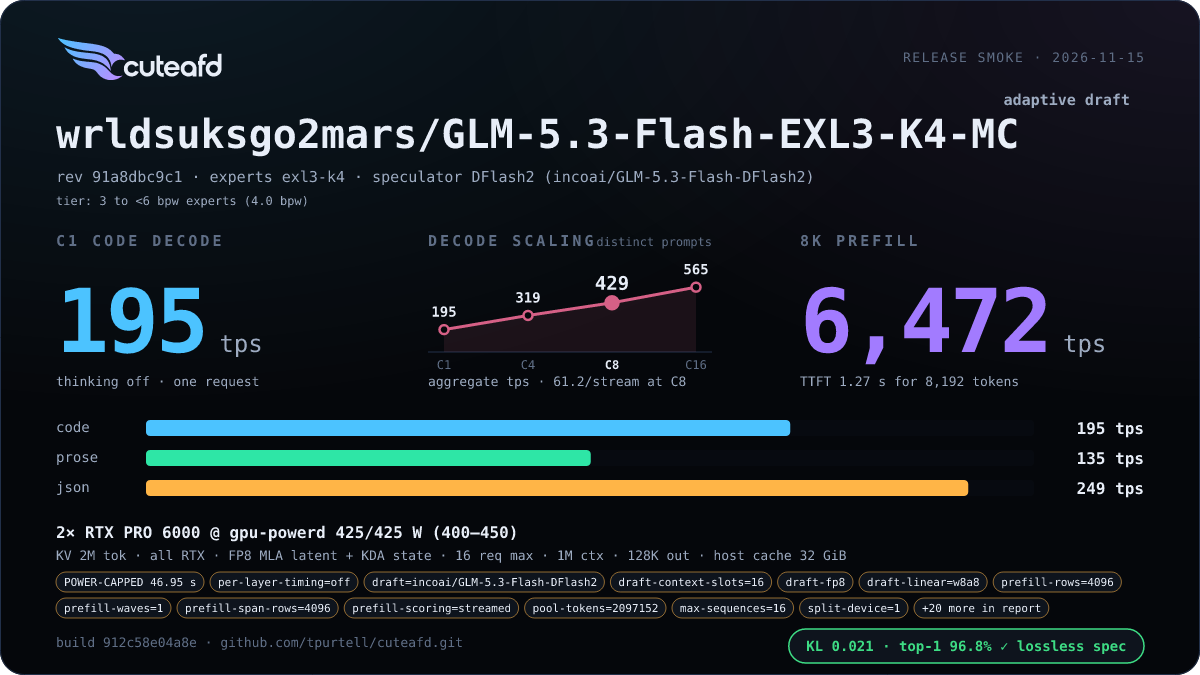 cuteafd
RELEASE SMOKE · 2026-11-15
adaptive draft
wrldsuksgo2mars/GLM-5.3-Flash-EXL3-K4-MC
rev 91a8dbc9c1 · experts exl3-k4 · speculator DFlash2 (incoai/GLM-5.3-Flash-DFlash2)
tier: 3 to <6 bpw experts (4.0 bpw)
C1 CODE DECODE
195 tps
thinking off · one request
DECODE SCALING distinct prompts
195 319 429 565
C1 C4 C8 C16
aggregate tps · 61.2/stream at C8
8K PREFILL
6,472 tps
TTFT 1.27 s for 8,192 tokens
code 195 tps
prose 135 tps
json 249 tps
2× RTX PRO 6000 @ gpu-powerd 425/425 W (400–450)
KV 2M tok · all RTX · FP8 MLA latent + KDA state · 16 req max · 1M ctx · 128K out · host cache 32 GiB
POWER-CAPPED 46.95 s per-layer-timing=off draft=incoai/GLM-5.3-Flash-DFlash2 draft-context-slots=16 draft-fp8 draft-linear=w8a8 prefill-rows=4096
prefill-waves=1 prefill-span-rows=4096 prefill-scoring=streamed pool-tokens=2097152 max-sequences=16 split-device=1 +20 more in report
build 912c58e04a8e · github.com/tpurtell/cuteafd.git
KL 0.021 · top-1 96.8% ✓ lossless spec